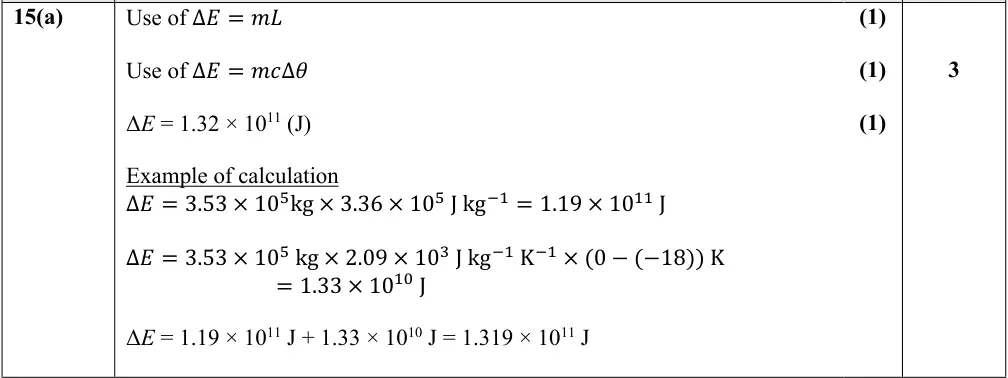 15(a) Use of ΔE = mL (1)
Use of ΔE = mcΔθ (1) 3
ΔE = 1.32 × 10¹¹ (J) (1)
Example of calculation
ΔE = 3.53 × 10⁵kg × 3.36 × 10⁵ J kg⁻¹ = 1.19 × 10¹¹ J
ΔE = 3.53 × 10⁵ kg × 2.09 × 10³ J kg⁻¹ K⁻¹ × (0 − (−18)) K
= 1.33 × 10¹⁰ J
ΔE = 1.19 × 10¹¹ J + 1.33 × 10¹⁰ J = 1.319 × 10¹¹ J